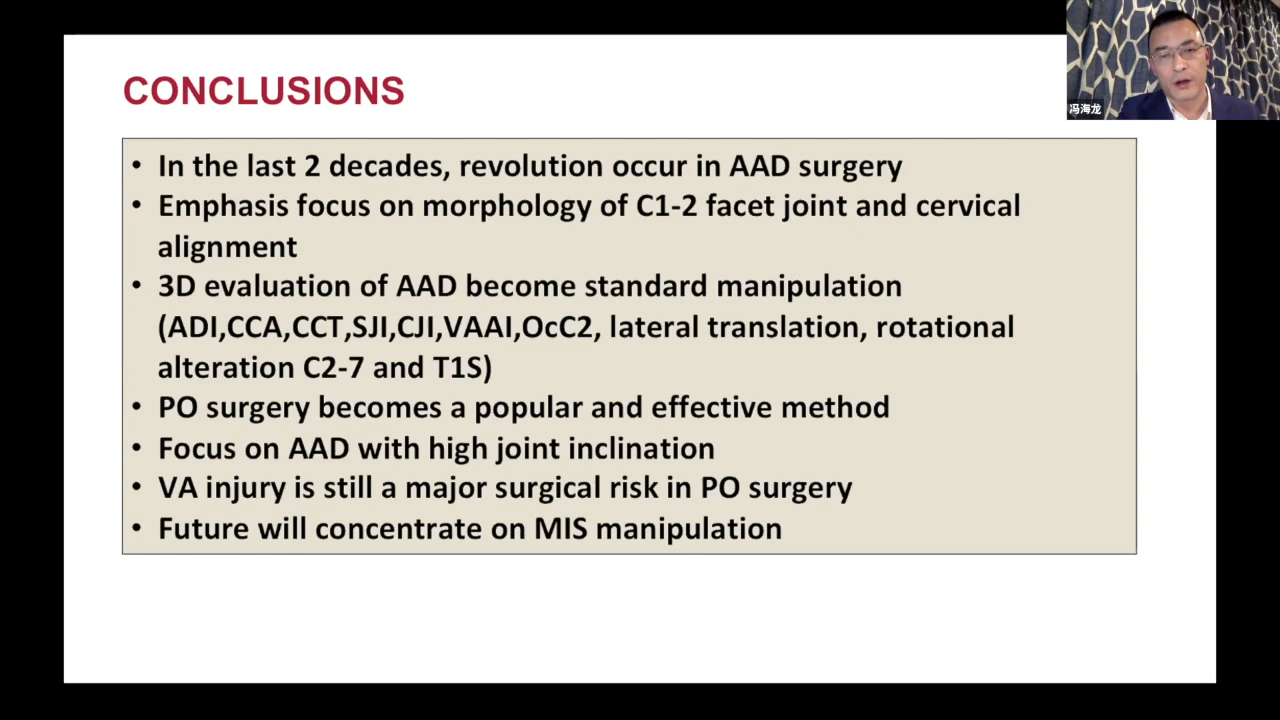 CONCLUSIONS
冯海龙
• In the last 2 decades, revolution occur in AAD surgery
• Emphasis focus on morphology of C1-2 facet joint and cervical
alignment
• 3D evaluation of AAD become standard manipulation
(ADI,CCA,CCT,SJI,CJI,VAAI,OcC2, lateral translation, rotational
alteration C2-7 and T1S)
• PO surgery becomes a popular and effective method
• Focus on AAD with high joint inclination
• VA injury is still a major surgical risk in PO surgery
• Future will concentrate on MIS manipulation